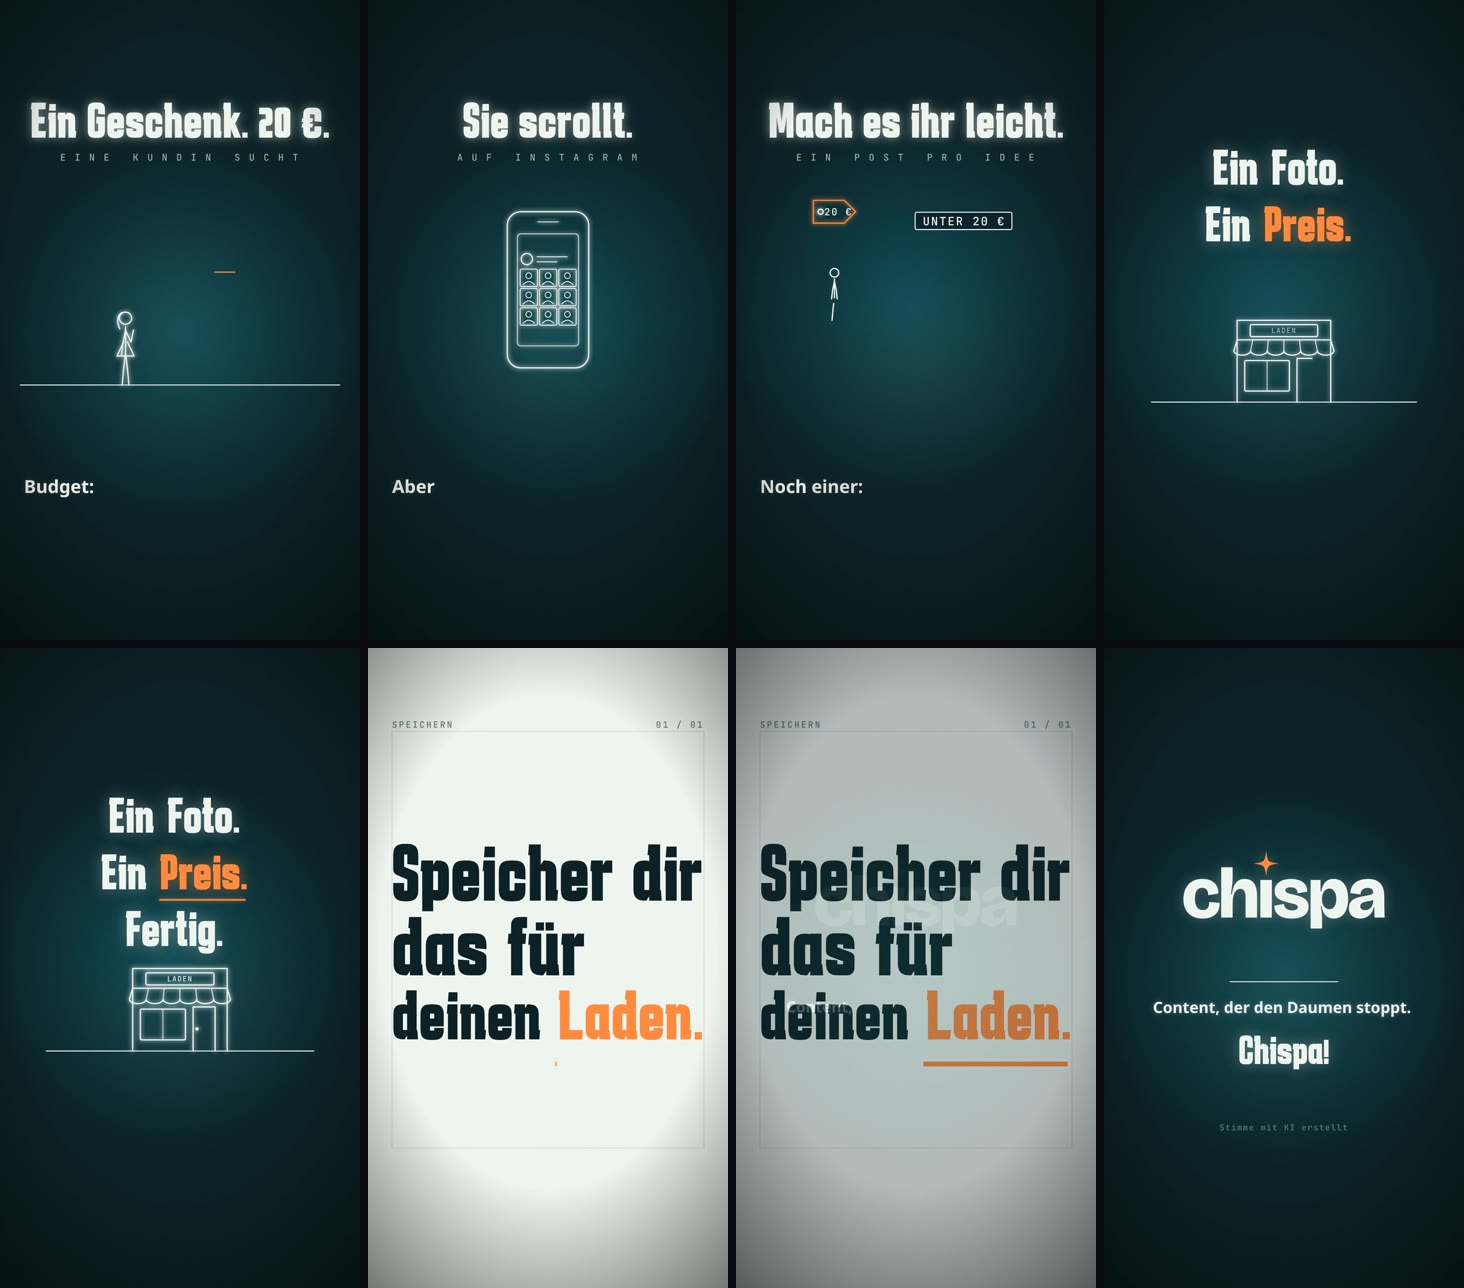 Ein Geschenk. 20 €.
EINE KUNDIN SUCHT
Budget:
Sie scrollt.
AUF INSTAGRAM
Aber
Mach es ihr leicht.
EIN POST PRO IDEE
20 €
UNTER 20 €
Noch einer:
Ein Foto.
Ein Preis.
LADEN
Ein Foto.
Ein Preis.
Fertig.
LADEN
SPEICHERN 01 / 01
Speicher dir
das für
deinen Laden.
SPEICHERN 01 / 01
Speicher dir
chispa
das für
Content,
deinen Laden.
chispa
Content, der den Daumen stoppt.
Chispa!
Stimme mit KI erstellt